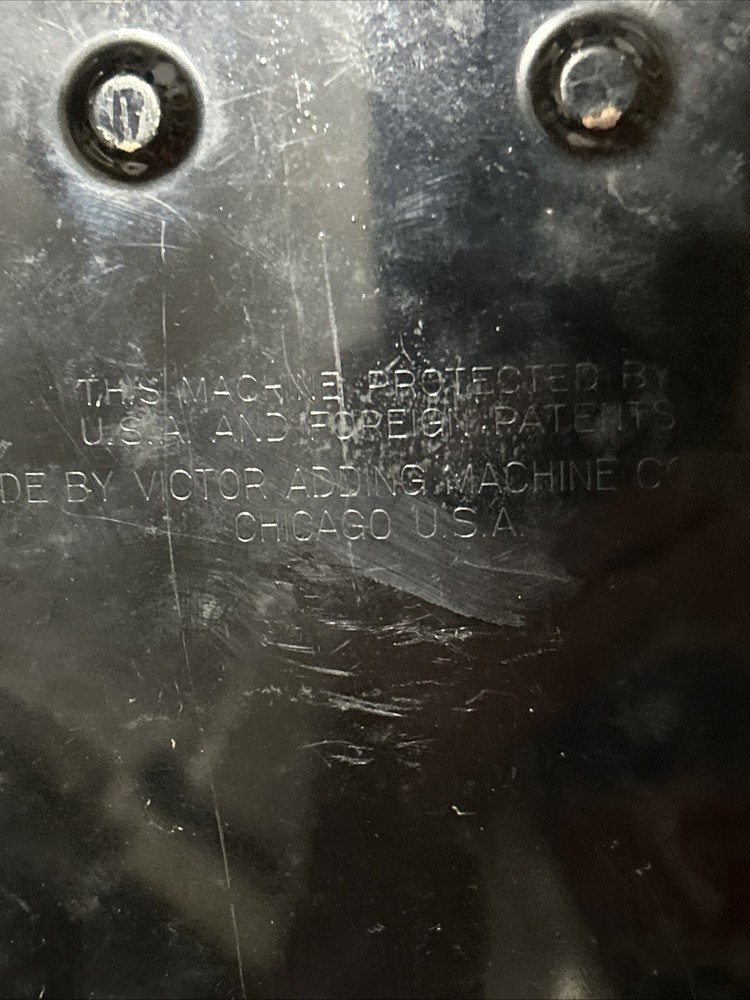 THIS MACHINE PROTECTED BY
U.S.A. AND FOREIGN PATENTS
DE BY VICTOR ADDING MACHINE CO
CHICAGO U.S.A.